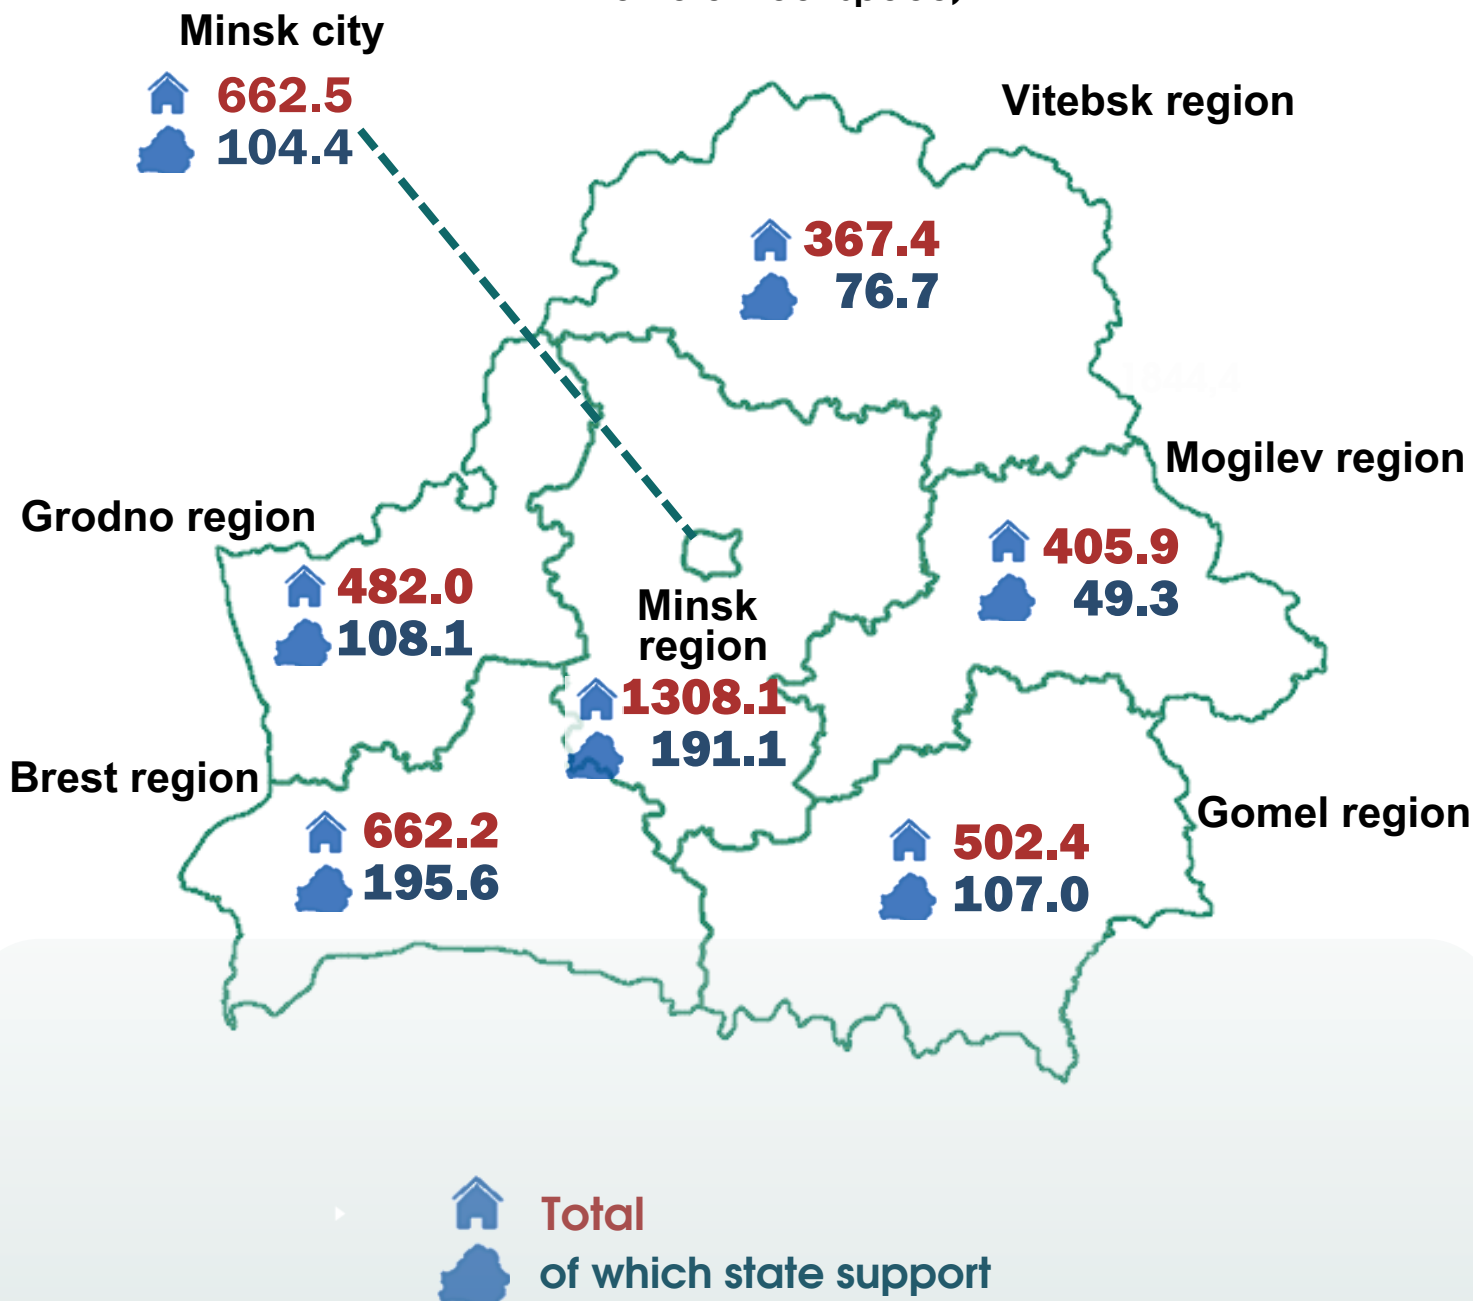 Minsk city
662.5
104.4
Vitebsk region
367.4
76.7
1844,4
Mogilev region
405.9
49.3
Grodno region
482.0
108.1
Minsk
region
1308.1
191.1
Brest region
662.2
195.6
Gomel region
502.4
107.0
Total
of which state support